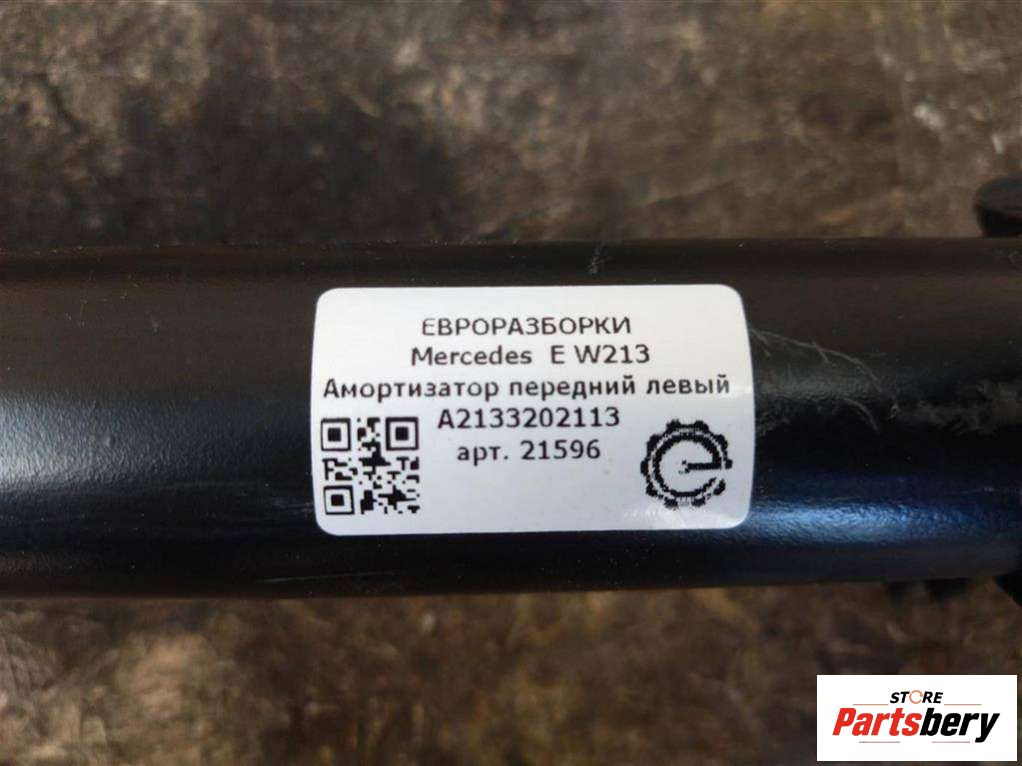 ЕВРОРАЗБОРКИ
Mercedes E W213
Амортизатор передний левый
A2133202113
арт. 21596
STORE
Partsbery